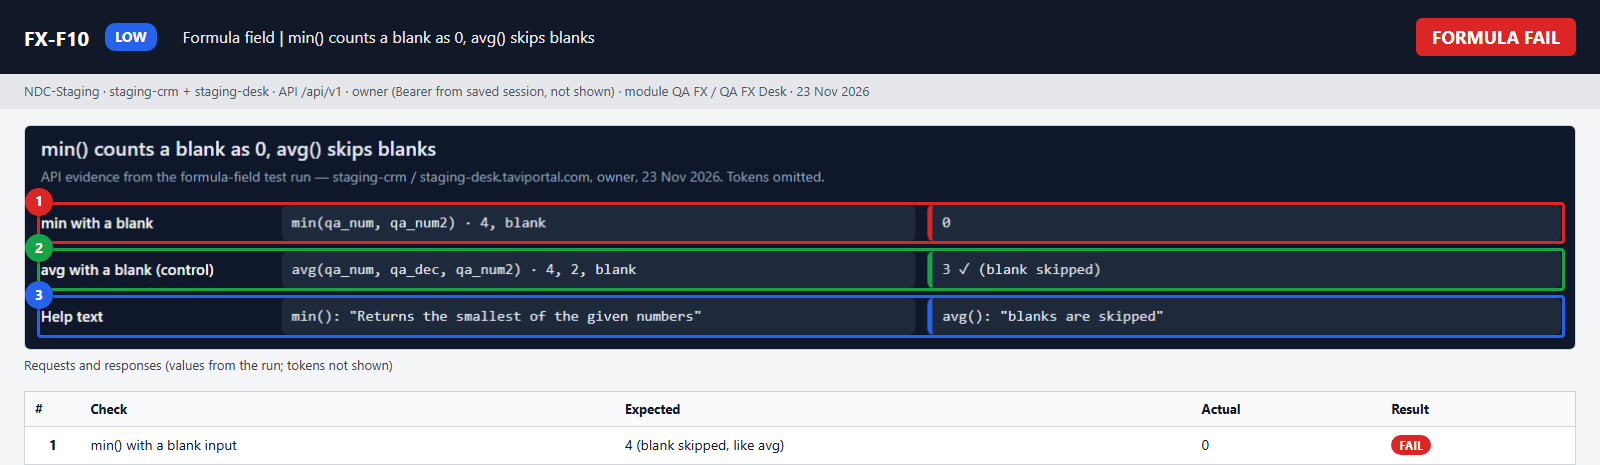 FX-F10 LOW Formula field | min() counts a blank as 0, avg() skips blanks FORMULA FAIL
NDC-Staging · staging-crm + staging-desk · API /api/v1 · owner (Bearer from saved session, not shown) · module QA FX / QA FX Desk · 23 Nov 2026
min() counts a blank as 0, avg() skips blanks
API evidence from the formula-field test run — staging-crm / staging-desk.taviportal.com, owner, 23 Nov 2026. Tokens omitted.
1
min with a blank min(qa_num, qa_num2) · 4, blank 0
2
avg with a blank (control) avg(qa_num, qa_dec, qa_num2) · 4, 2, blank 3 ✓ (blank skipped)
3
Help text min(): "Returns the smallest of the given numbers" avg(): "blanks are skipped"
Requests and responses (values from the run; tokens not shown)
# Check Expected Actual Result
1 min() with a blank input 4 (blank skipped, like avg) 0 FAIL